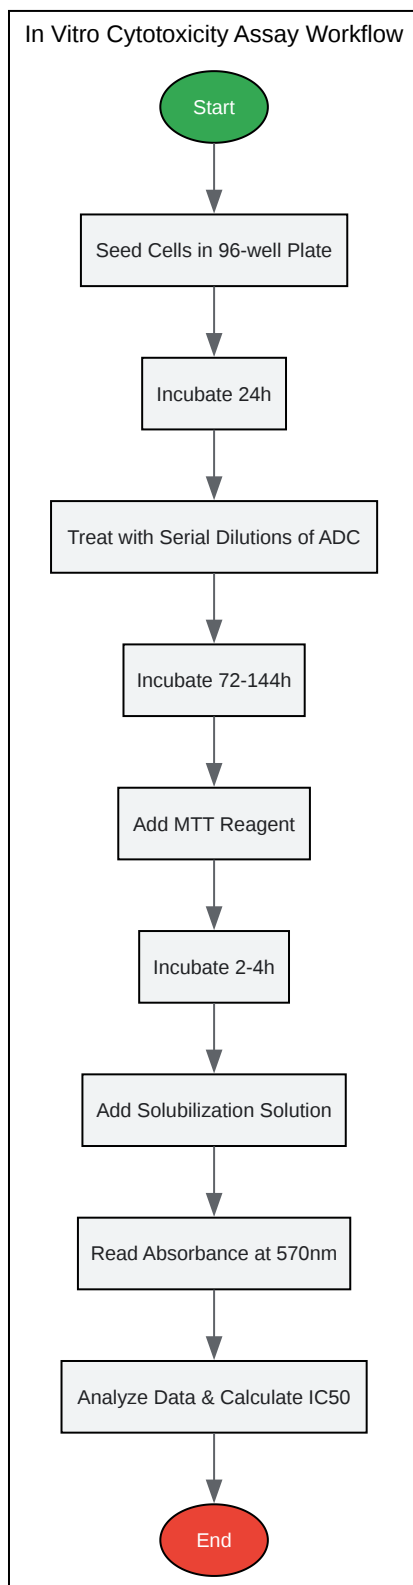 In Vitro Cytotoxicity Assay Workflow
Start
Seed Cells in 96-well Plate
Incubate 24h
Treat with Serial Dilutions of ADC
Incubate 72-144h
Add MTT Reagent
Incubate 2-4h
Add Solubilization Solution
Read Absorbance at 570nm
Analyze Data & Calculate IC50
End